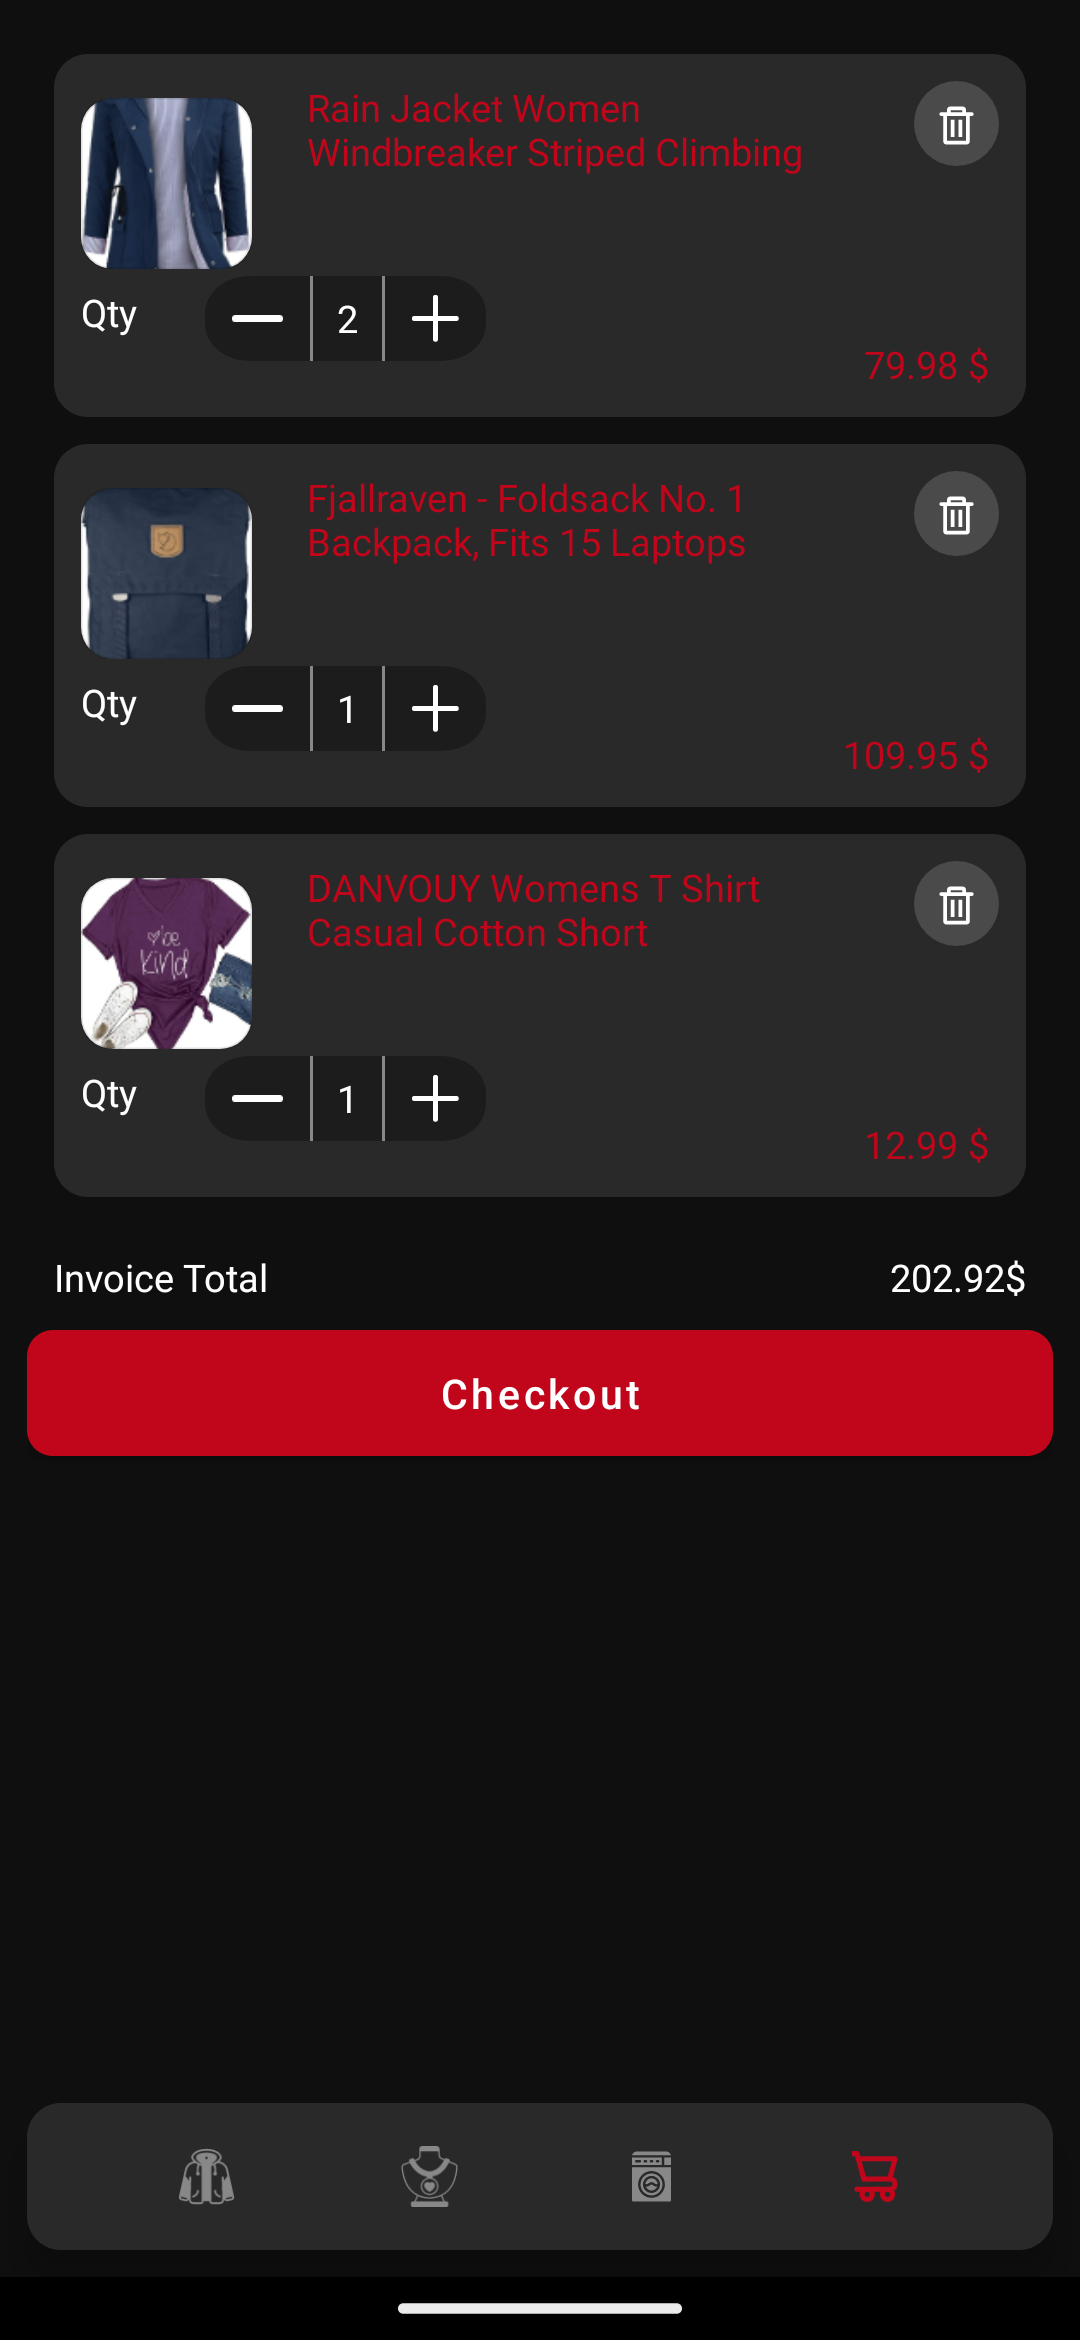 Rain Jacket Women
Windbreaker Striped Climbing
Qty
2
79.98 $
Fjallraven - Foldsack No. 1
Backpack, Fits 15 Laptops
Qty
1
109.95 $
be
kind
DANVOUY Womens T Shirt
Casual Cotton Short
Qty
1
12.99 $
Invoice Total
202.92$
Checkout